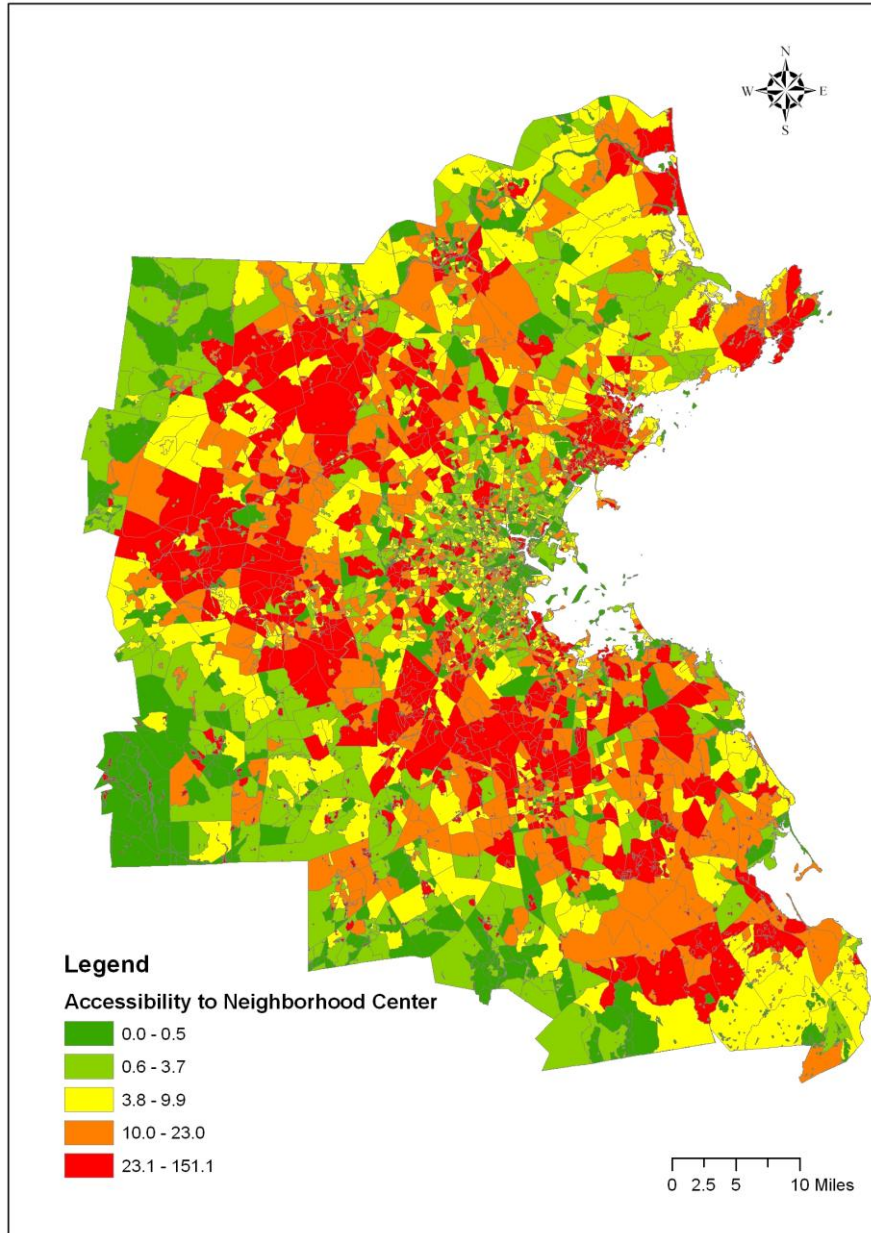 N
W E
S
Legend
Accessibility to Neighborhood Center
0.0 - 0.5
0.6 - 3.7
3.8 - 9.9
10.0 - 23.0
23.1 - 151.1
0 2.5 5 10 Miles